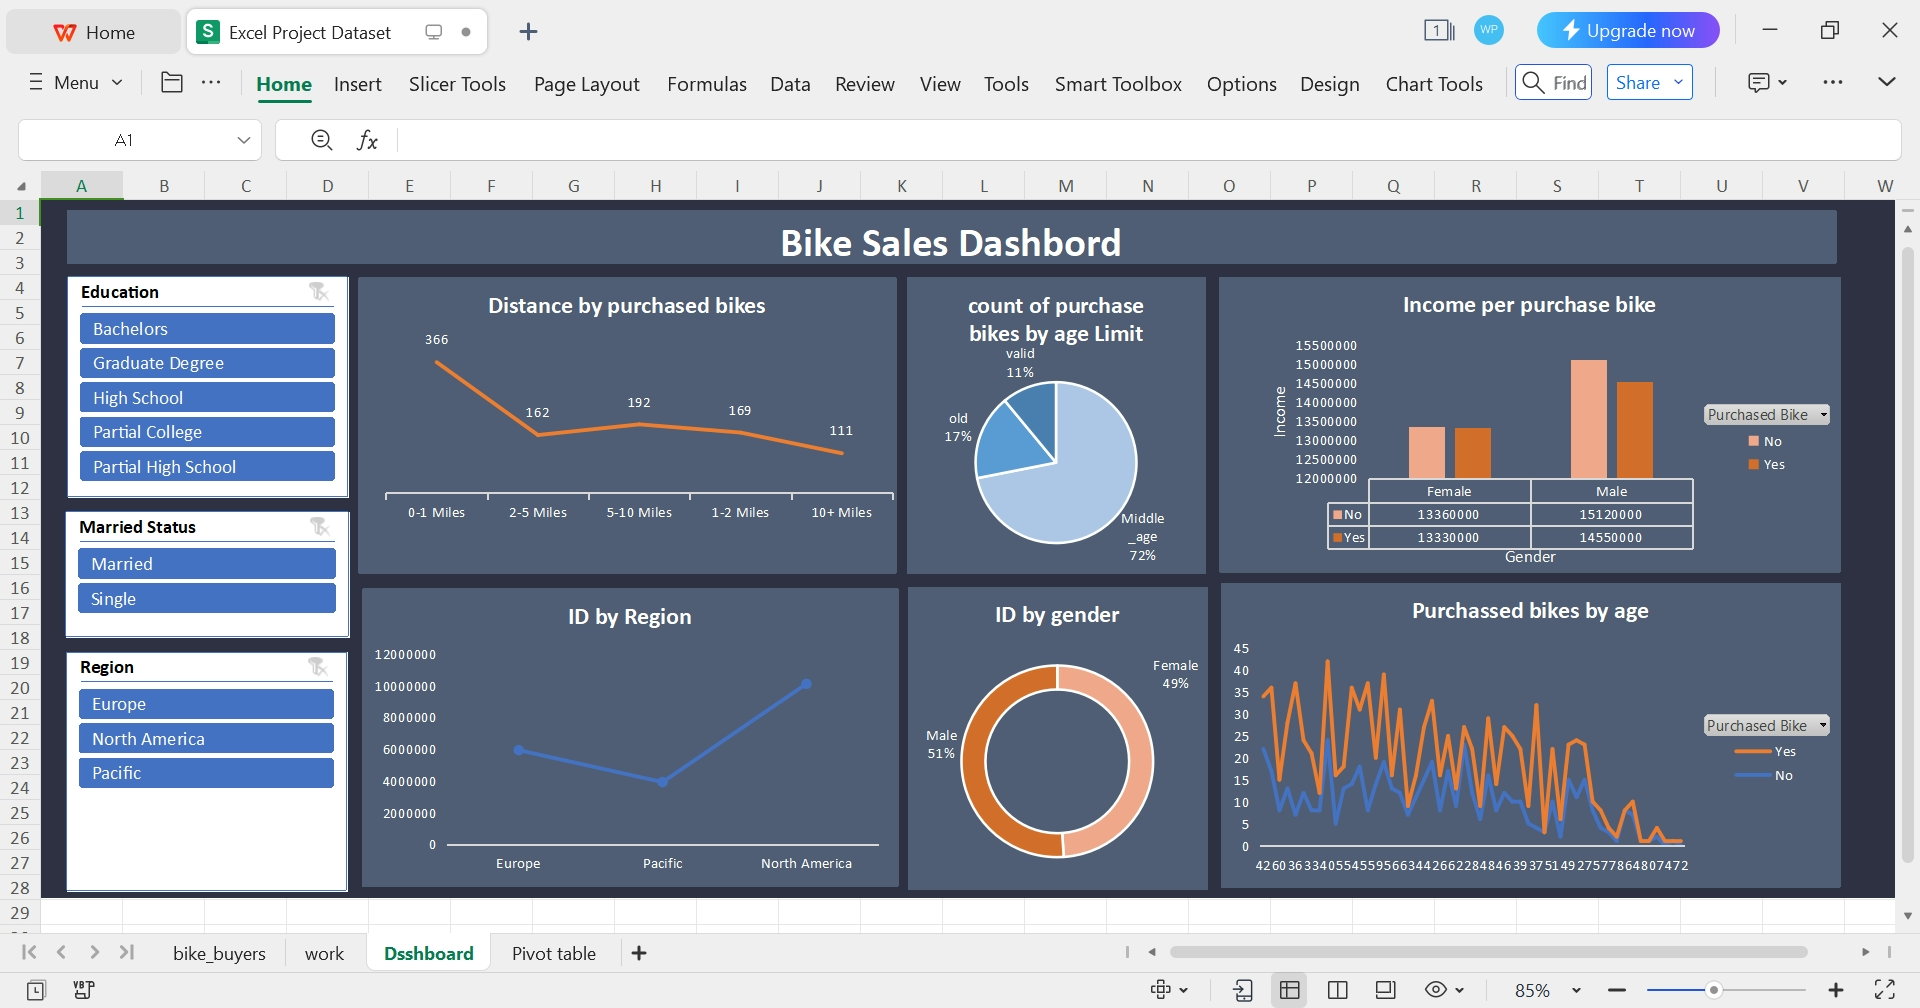 Home
Excel Project Dataset
1
WP
Upgrade now
Menu
Home Insert Slicer Tools Page Layout Formulas Data Review View Tools Smart Toolbox Options Design Chart Tools
Find
Share
A1
fx
A B C D E F G H I J K L M N O P Q R S T U V W
1
2
3
4
5
6
7
8
9
10
11
12
13
14
15
16
17
18
19
20
21
22
23
24
25
26
27
28
29
Bike Sales Dashbord
Education
Bachelors
Graduate Degree
High School
Partial College
Partial High School
Married Status
Married
Single
Region
Europe
North America
Pacific
Distance by purchased bikes
366
162
192
169
111
0-1 Miles 2-5 Miles 5-10 Miles 1-2 Miles 10+ Miles
count of purchase
bikes by age Limit
valid
11%
old
17%
Middle
_age
72%
Income per purchase bike
Income
15500000
15000000
14500000
14000000
13500000
13000000
12500000
12000000
Female Male
No 13360000 15120000
Yes 13330000 14550000
Gender
Purchased Bike
No
Yes
ID by Region
12000000
10000000
8000000
6000000
4000000
2000000
0
Europe Pacific North America
ID by gender
Female
49%
Male
51%
Purchassed bikes by age
45
40
35
30
25
20
15
10
5
0
426036334055455956634426622848463937514927577864807472
Purchased Bike
Yes
No
bike_buyers work Dsshboard Pivot table
85%